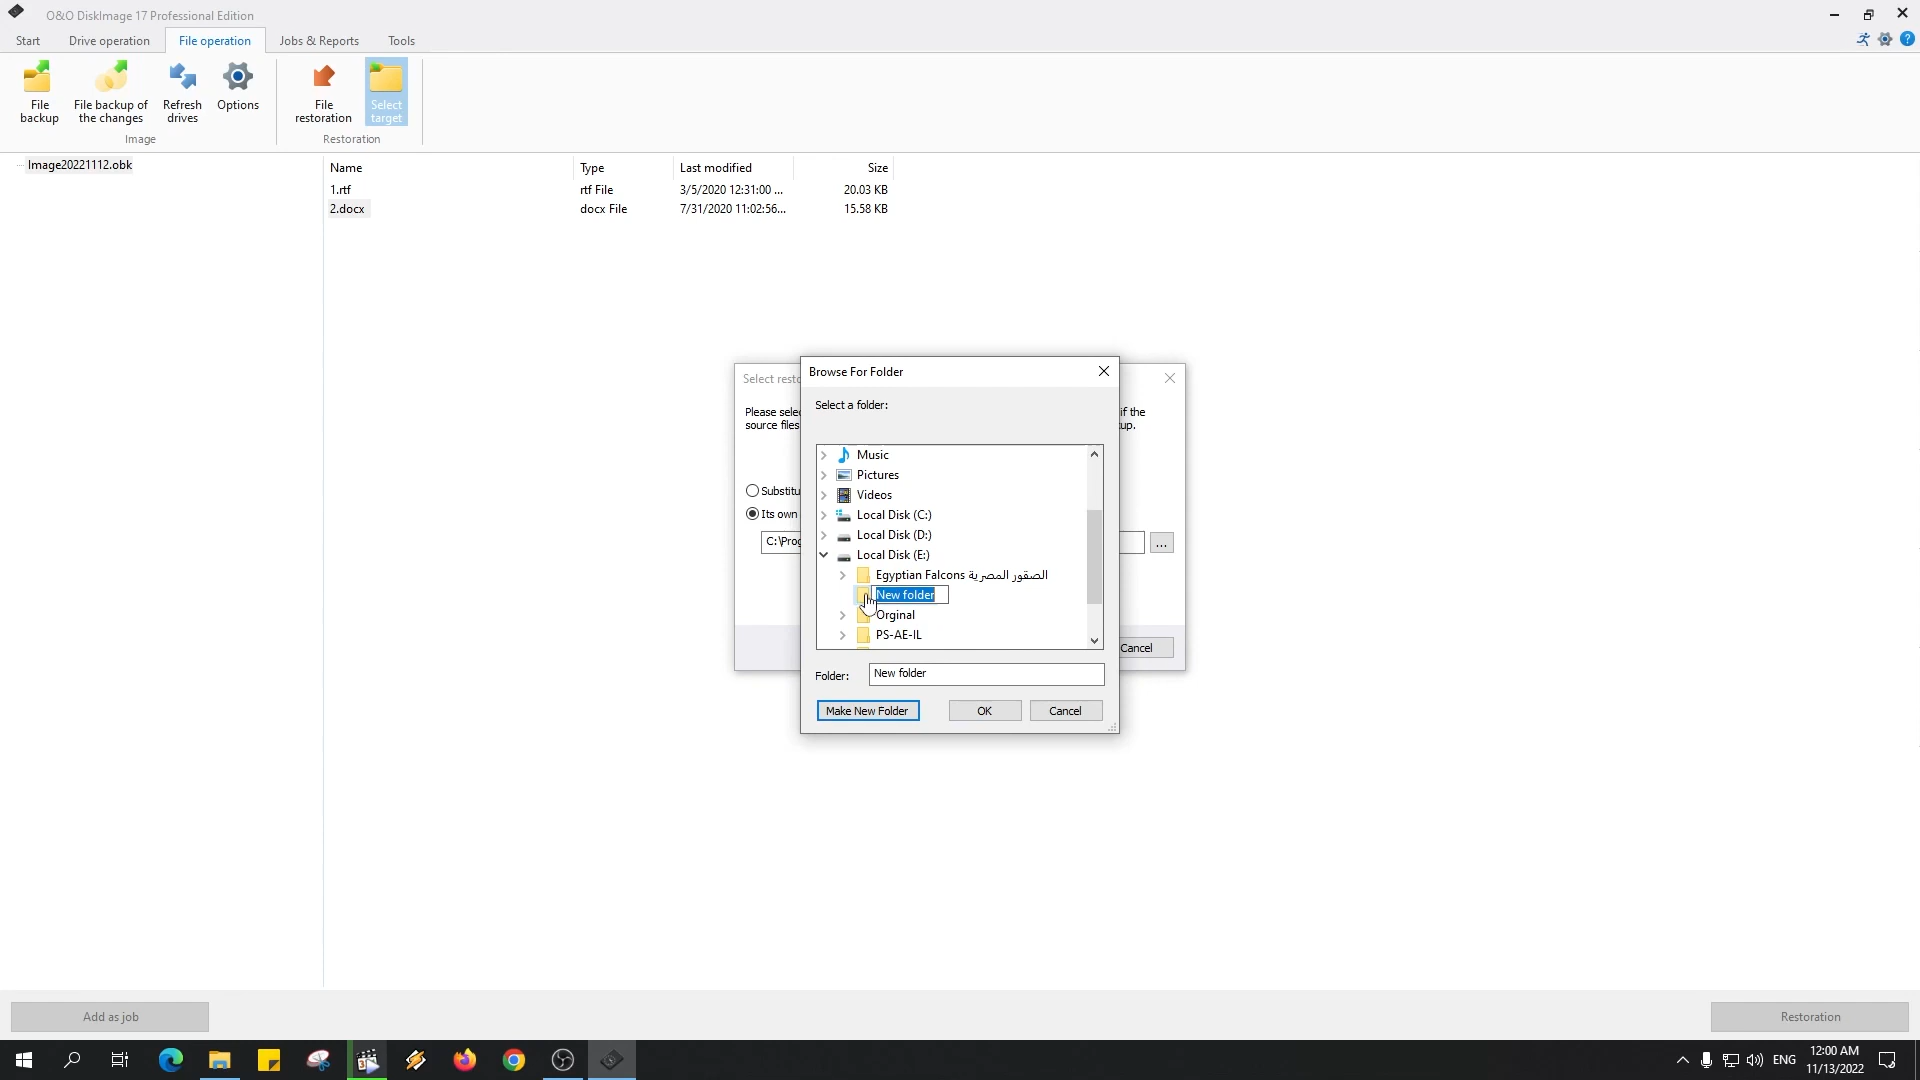 O&O DiskImage 17 Professional Edition
Start Drive operation File operation Jobs & Reports Tools
File backup
File backup of the changes
Refresh drives
Options
File restoration
Select target
Image
Restoration
Image20221112.obk
Name Type Last modified Size
1.rtf rtf File 3/5/2020 12:31:00 ... 20.03 KB
2.docx docx File 7/31/2020 11:02:56... 15.58 KB
Select resto
Please selec
if the
source files
up.
Substitu
Its own
C:\Prog
...
Cancel
Browse For Folder
Select a folder:
Music
Pictures
Videos
Local Disk (C:)
Local Disk (D:)
Local Disk (E:)
Egyptian Falcons الصقور المصرية
New folder
Orginal
PS-AE-IL
Folder: New folder
Make New Folder OK Cancel
Add as job
Restoration
ENG
12:00 AM
11/13/2022